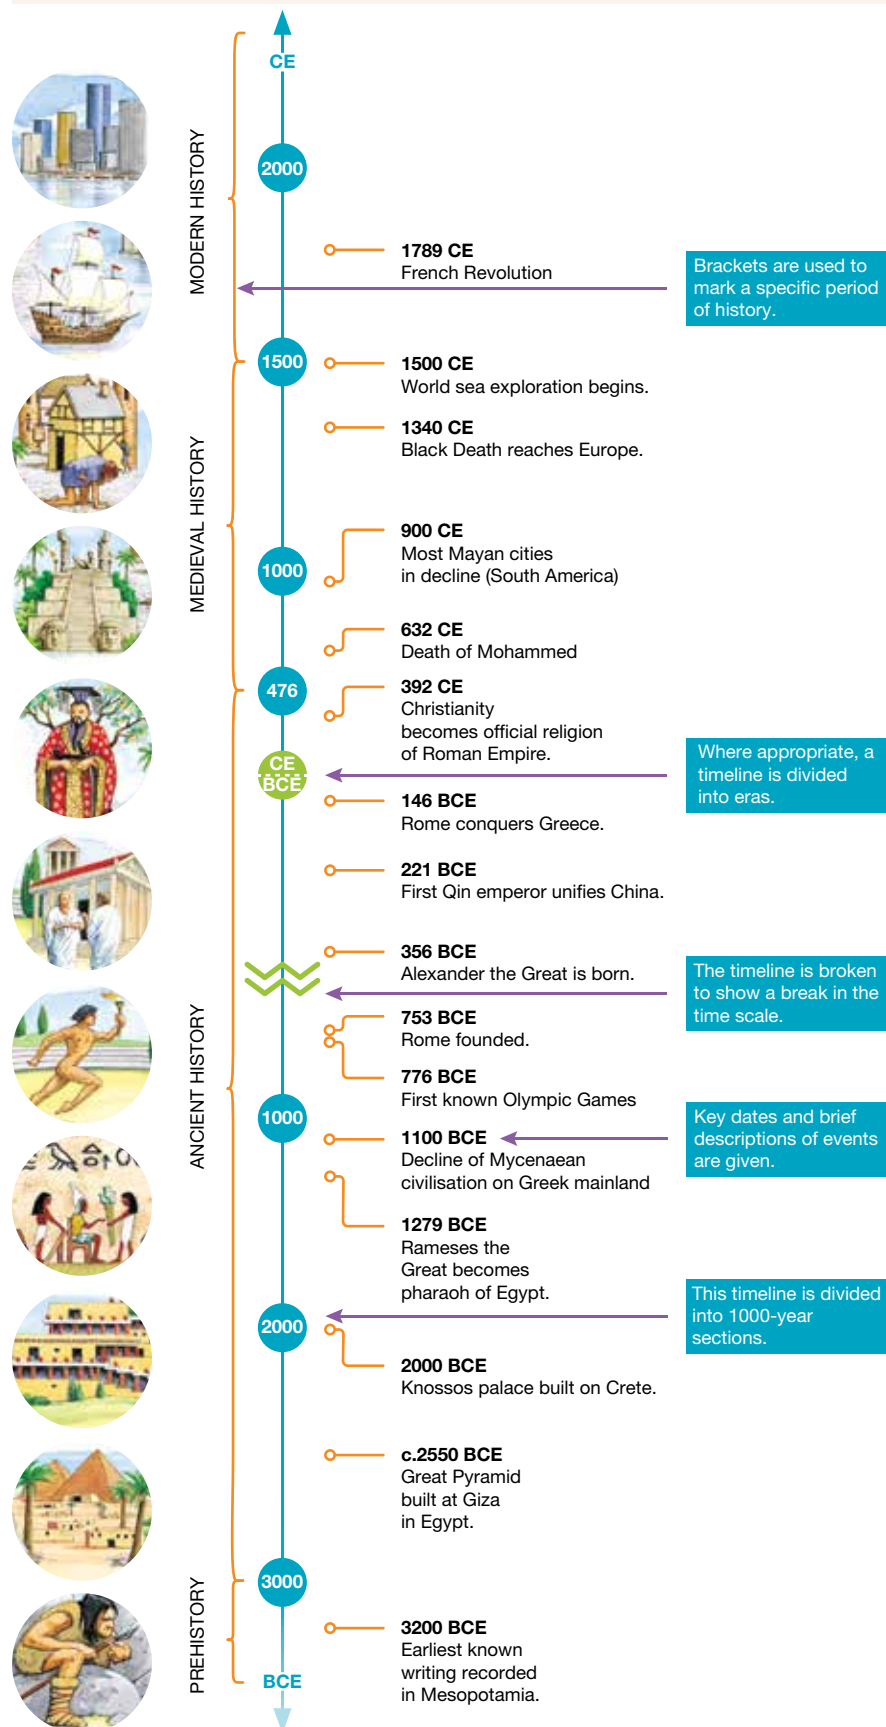 CE
MODERN HISTORY
2000
1789 CE
French Revolution
Brackets are used to
mark a specific period
of history.
1500
1500 CE
World sea exploration begins.
1340 CE
Black Death reaches Europe.
MEDIEVAL HISTORY
900 CE
Most Mayan cities
in decline (South America)
1000
632 CE
Death of Mohammed
476
392 CE
Christianity
becomes official religion
of Roman Empire.
CE
BCE
Where appropriate, a
timeline is divided
into eras.
146 BCE
Rome conquers Greece.
221 BCE
First Qin emperor unifies China.
356 BCE
Alexander the Great is born.
The timeline is broken
to show a break in the
time scale.
ANCIENT HISTORY
753 BCE
Rome founded.
776 BCE
First known Olympic Games
1000
1100 BCE
Decline of Mycenaean
civilisation on Greek mainland
Key dates and brief
descriptions of events
are given.
1279 BCE
Rameses the
Great becomes
pharaoh of Egypt.
This timeline is divided
into 1000-year
sections.
2000
2000 BCE
Knossos palace built on Crete.
c.2550 BCE
Great Pyramid
built at Giza
in Egypt.
3000
PREHISTORY
3200 BCE
Earliest known
writing recorded
in Mesopotamia.
BCE